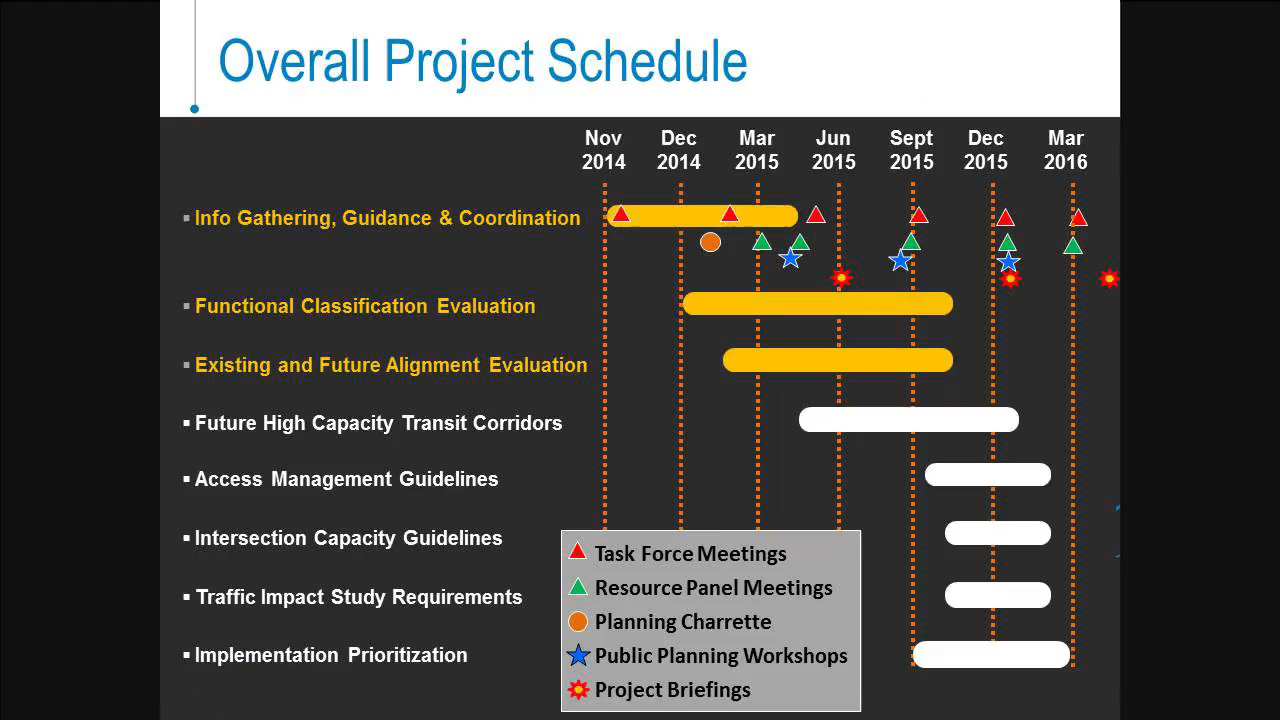 Overall Project Schedule
Nov Dec Mar Jun Sept Dec Mar
2014 2014 2015 2015 2015 2015 2016
▪ Info Gathering, Guidance & Coordination
▪ Functional Classification Evaluation
▪ Existing and Future Alignment Evaluation
▪ Future High Capacity Transit Corridors
▪ Access Management Guidelines
▪ Intersection Capacity Guidelines
▪ Traffic Impact Study Requirements
▪ Implementation Prioritization
Task Force Meetings
Resource Panel Meetings
Planning Charrette
Public Planning Workshops
Project Briefings